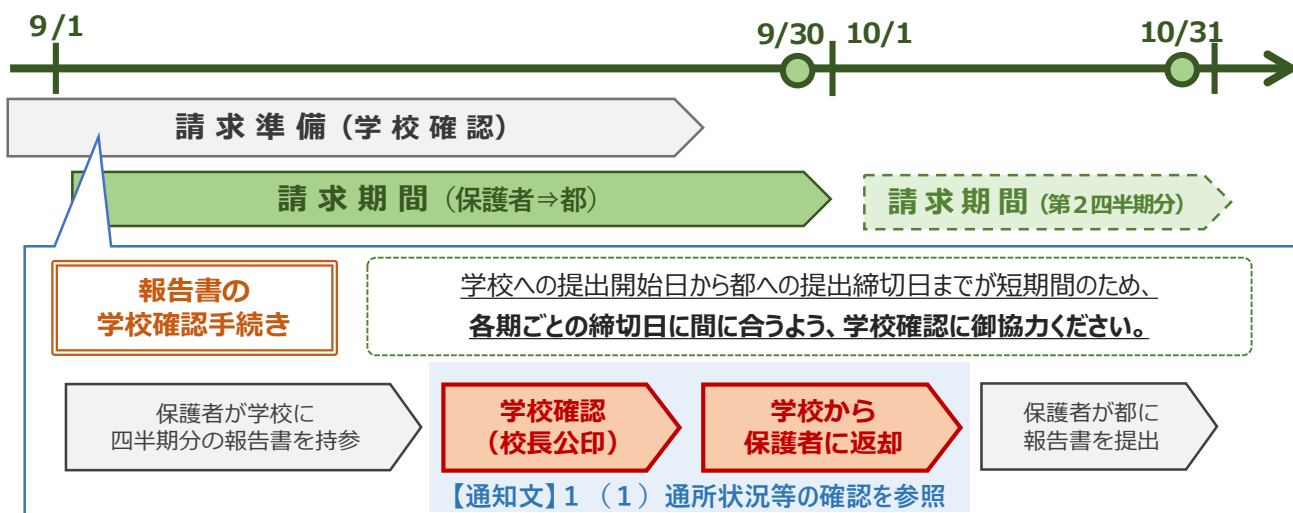 9/1
9/30
10/1
10/31
請求準備（学校確認）
請求期間（保護者⇒都）
請求期間（第２四半期分）
報告書の
学校確認手続き
学校への提出開始日から都への提出締切日までが短期間のため、
各期ごとの締切日に間に合うよう、学校確認に御協力ください。
保護者が学校に
四半期分の報告書を持参
学校確認
（校長公印）
学校から
保護者に返却
保護者が都に
報告書を提出
【通知文】１（１）通所状況等の確認を参照